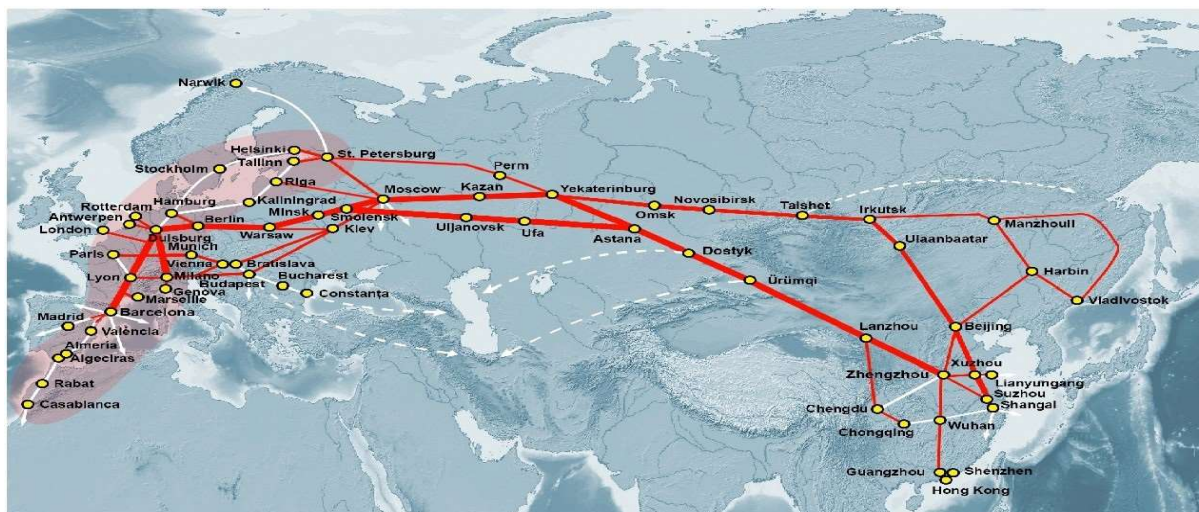 Narwik
Helsinki
Tallinn
St. Petersburg
Stockholm
Riga
Perm
Moscow
Kazan
Yekaterinburg
Rotterdam
Hamburg
Kaliningrad
Antwerpen
Berlin
Minsk
Smolensk
Omsk
Novosibirsk
Taishet
Irkutsk
Manzhouli
London
Duisburg
Warsaw
Kiev
Uljanovsk
Ufa
Astana
Ulaanbaatar
Paris
Munich
Vienna
Bratislava
Dostyk
Harbin
Lyon
Milano
Budapest
Bucharest
Ürümqi
Genova
Constanţa
Marseille
Vladivostok
Barcelona
Madrid
València
Lanzhou
Beijing
Almeria
Algeciras
Xuzhou
Zhengzhou
Rabat
Lianyungang
Suzhou
Casablanca
Chengdu
Shangai
Chongqing
Wuhan
Guangzhou
Shenzhen
Hong Kong